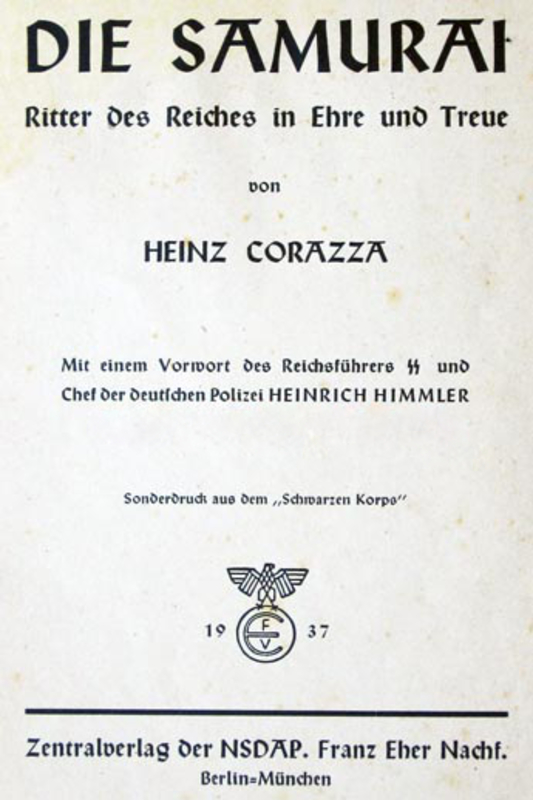 DIE SAMURAI
Ritter des Reiches in Ehre und Treue
von
HEINZ CORAZZA
Mit einem Vorwort des Reichsführers ᛋᛋ und
Chef der deutſchen Polizei HEINRICH HIMMLER
Sonderdruck aus dem „Schwarzen Korps"
19 37
F
E
V
Zentralverlag der NSDAP. Franz Eher Nachf.
Berlin=München